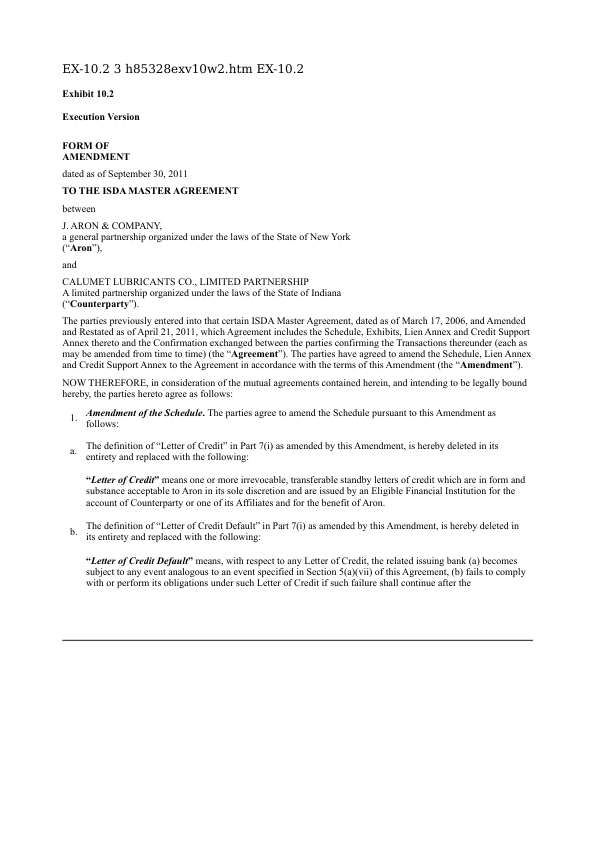 EX-10.2 3 h85328exv10w2.htm EX-10.2
Exhibit 10.2
Execution Version
FORM OF
AMENDMENT
dated as of September 30, 2011
TO THE ISDA MASTER AGREEMENT
between
J. ARON & COMPANY,
a general partnership organized under the laws of the State of New York
(“Aron”),
and
CALUMET LUBRICANTS CO., LIMITED PARTNERSHIP
A limited partnership organized under the laws of the State of Indiana
(“Counterparty”).
The parties previously entered into that certain ISDA Master Agreement, dated as of March 17, 2006, and Amended
and Restated as of April 21, 2011, which Agreement includes the Schedule, Exhibits, Lien Annex and Credit Support
Annex thereto and the Confirmation exchanged between the parties confirming the Transactions thereunder (each as
may be amended from time to time) (the “Agreement”). The parties have agreed to amend the Schedule, Lien Annex
and Credit Support Annex to the Agreement in accordance with the terms of this Amendment (the “Amendment”).
NOW THEREFORE, in consideration of the mutual agreements contained herein, and intending to be legally bound
hereby, the parties hereto agree as follows:
1. Amendment of the Schedule. The parties agree to amend the Schedule pursuant to this Amendment as
follows:
a. The definition of “Letter of Credit” in Part 7(i) as amended by this Amendment, is hereby deleted in its
entirety and replaced with the following:
“Letter of Credit” means one or more irrevocable, transferable standby letters of credit which are in form and
substance acceptable to Aron in its sole discretion and are issued by an Eligible Financial Institution for the
account of Counterparty or one of its Affiliates and for the benefit of Aron.
b. The definition of “Letter of Credit Default” in Part 7(i) as amended by this Amendment, is hereby deleted in
its entirety and replaced with the following:
“Letter of Credit Default” means, with respect to any Letter of Credit, the related issuing bank (a) becomes
subject to any event analogous to an event specified in Section 5(a)(vii) of this Agreement, (b) fails to comply
with or perform its obligations under such Letter of Credit if such failure shall continue after the